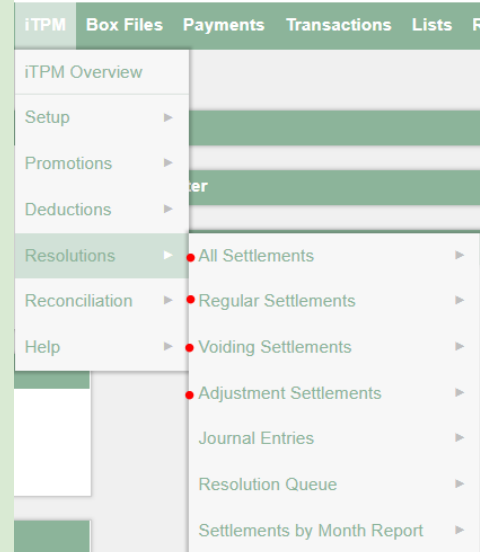 iTPM Box Files Payments Transactions Lists R
iTPM Overview
Setup
Promotions
ter
Deductions
Resolutions
All Settlements
Reconciliation
Regular Settlements
Help
Voiding Settlements
Adjustment Settlements
Journal Entries
Resolution Queue
Settlements by Month Report